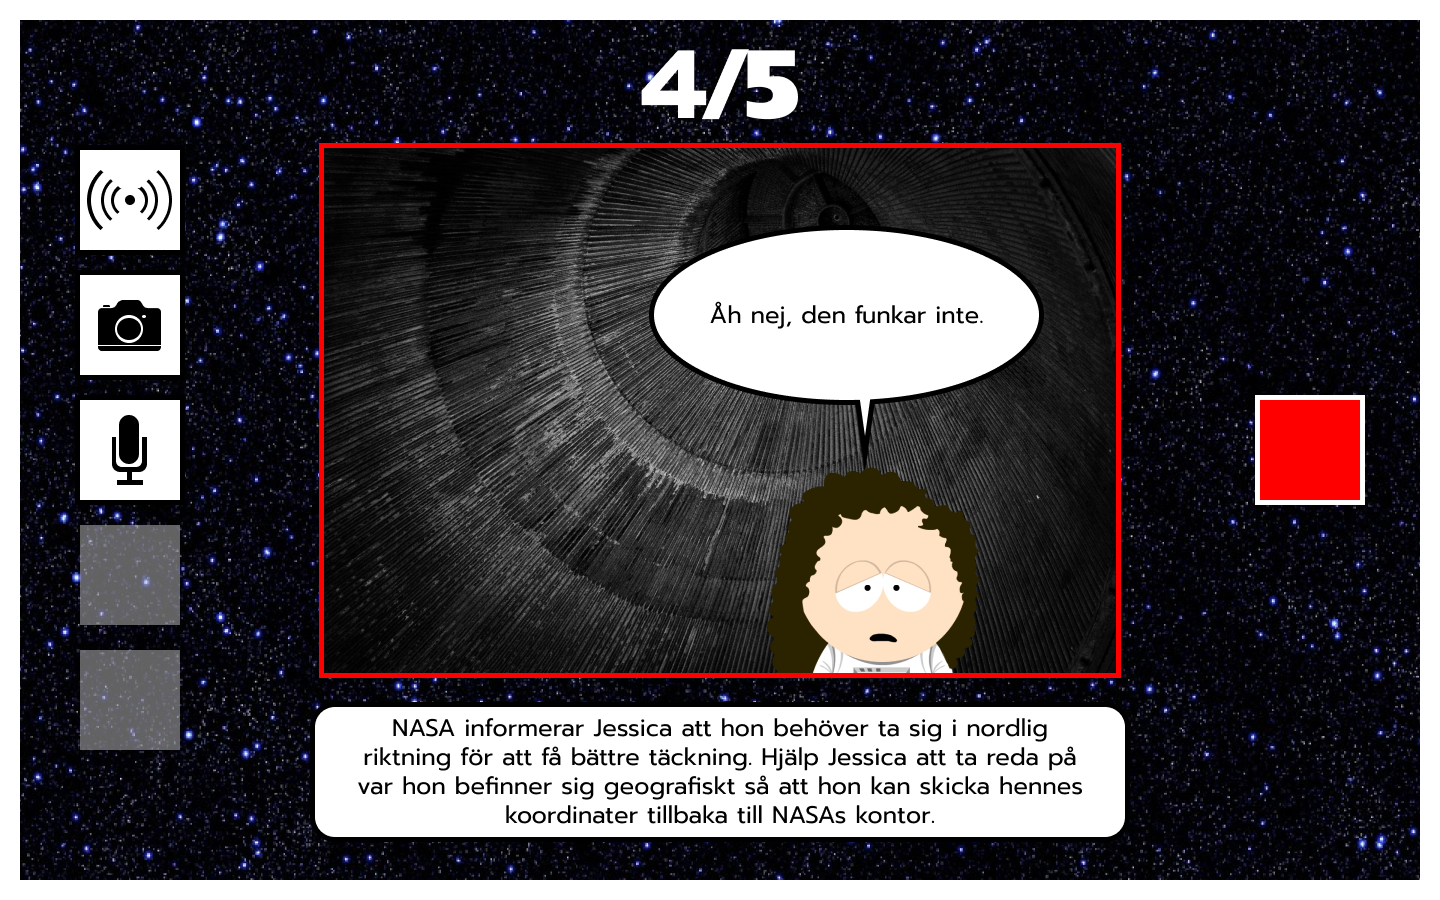 4/5
Åh nej, den funkar inte.
NASA informerar Jessica att hon behöver ta sig i nordlig
riktning för att få bättre täckning. Hjälp Jessica att ta reda på
var hon befinner sig geografiskt så att hon kan skicka hennes
koordinater tillbaka till NASAs kontor.